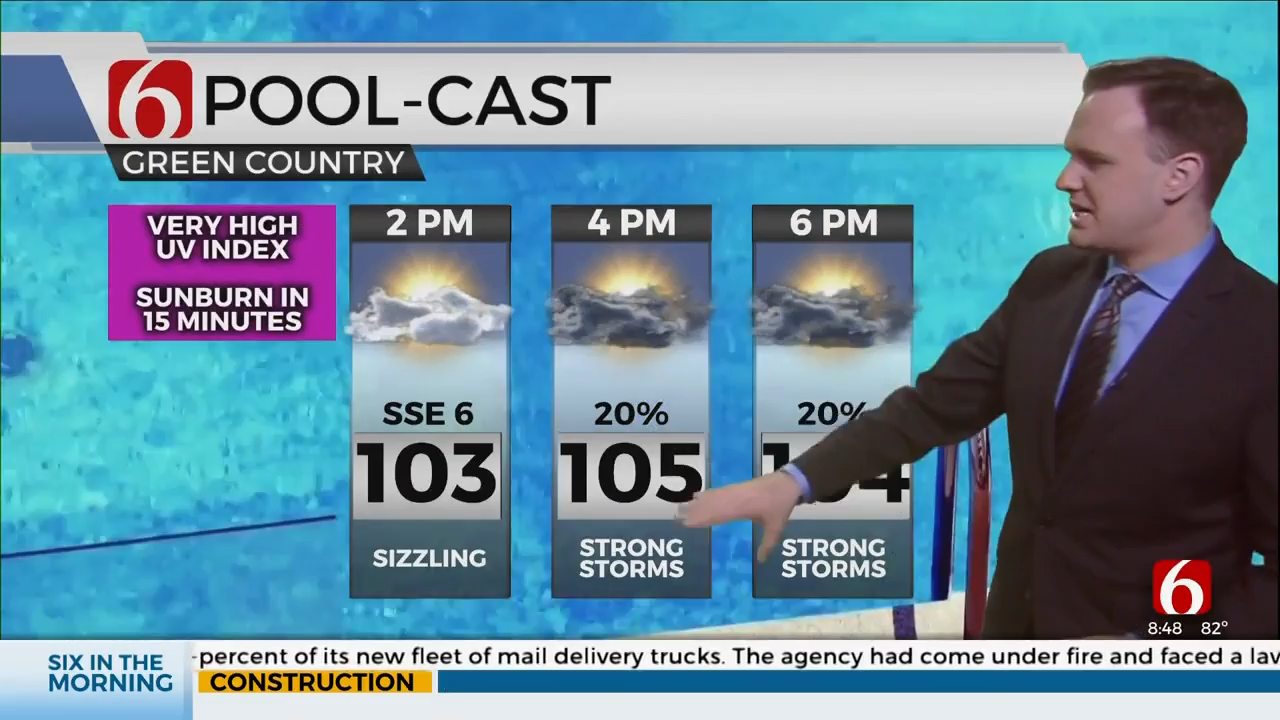 6 POOL-CAST
GREEN COUNTRY
VERY HIGH
UV INDEX
SUNBURN IN
15 MINUTES
2 PM
SSE 6
103
SIZZLING
4 PM
20%
105
STRONG
STORMS
6 PM
20%
STRONG
STORMS
6
8:48 82°
SIX IN THE
MORNING
-percent of its new fleet of mail delivery trucks. The agency had come under fire and faced a
CONSTRUCTION